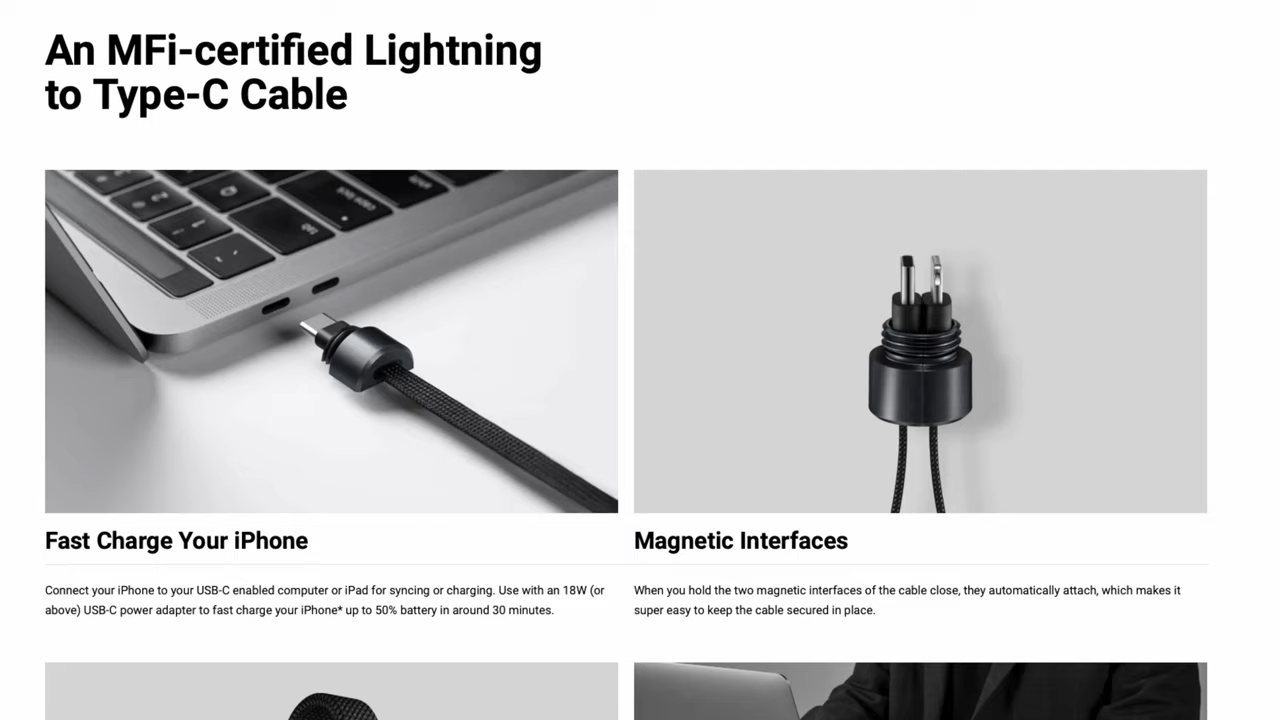 An MFi-certified Lightning
to Type-C Cable
caps lock
tab
Fast Charge Your iPhone
Magnetic Interfaces
Connect your iPhone to your USB-C enabled computer or iPad for syncing or charging. Use with an 18W (or
above) USB-C power adapter to fast charge your iPhone* up to 50% battery in around 30 minutes.
When you hold the two magnetic interfaces of the cable close, they automatically attach, which makes it
super easy to keep the cable secured in place.